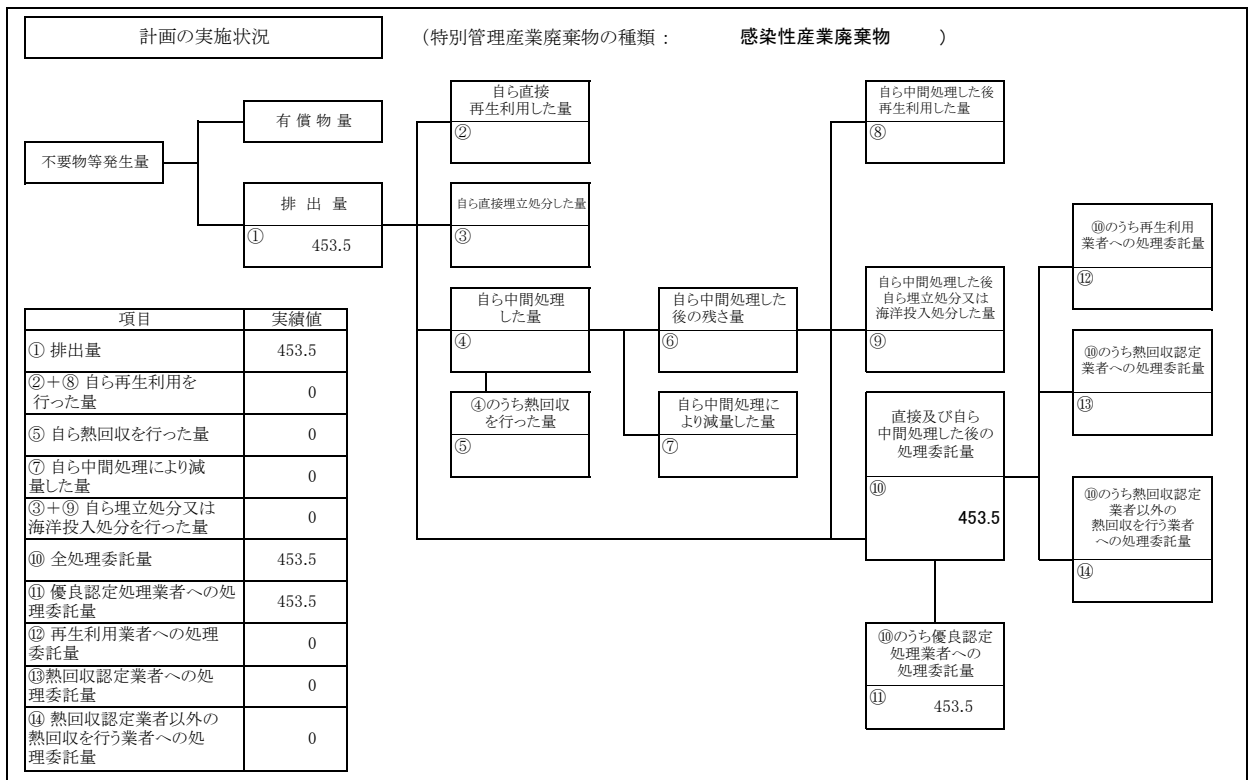 計画の実施状況
（特別管理産業廃棄物の種類： 感染性産業廃棄物 ）
不要物等発生量
有 償 物 量
排 出 量
① 453.5
自ら直接
再生利用した量
②
自ら直接埋立処分した量
③
自ら中間処理
した量
④
④のうち熱回収
を行った量
⑤
自ら中間処理した
後の残さ量
⑥
自ら中間処理に
より減量した量
⑦
自ら中間処理した後
再生利用した量
⑧
自ら中間処理した後
自ら埋立処分又は
海洋投入処分した量
⑨
直接及び自ら
中間処理した後の
処理委託量
⑩
453.5
⑩のうち優良認定
処理業者への
処理委託量
⑪ 453.5
⑩のうち再生利用
業者への処理委託量
⑫
⑩のうち熱回収認定
業者への処理委託量
⑬
⑩のうち熱回収認定
業者以外の
熱回収を行う業者
への処理委託量
⑭
項目 実績値
① 排出量 453.5
②＋⑧ 自ら再生利用を
行った量 0
⑤ 自ら熱回収を行った量 0
⑦ 自ら中間処理により減
量した量 0
③＋⑨ 自ら埋立処分又は
海洋投入処分を行った量 0
⑩ 全処理委託量 453.5
⑪ 優良認定処理業者への処
理委託量 453.5
⑫ 再生利用業者への処理
委託量 0
⑬熱回収認定業者への処
理委託量 0
⑭ 熱回収認定業者以外の
熱回収を行う業者への処
理委託量 0